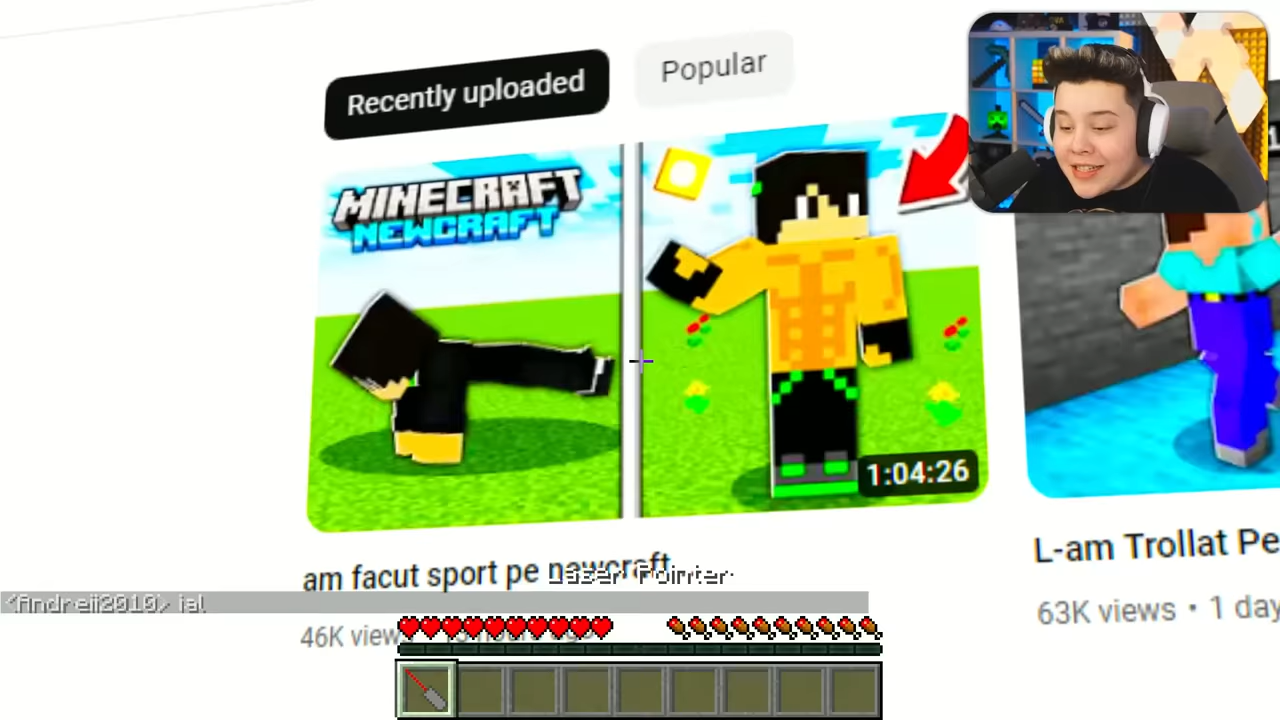 Recently uploaded
Popular
MINECRAFT
NEWCRAFT
1:04:26
am facut sport pe newcraft
L-am Trollat Pe
Laser Pointer
<Andreii2010> ial
46K views
63K views • 1 day